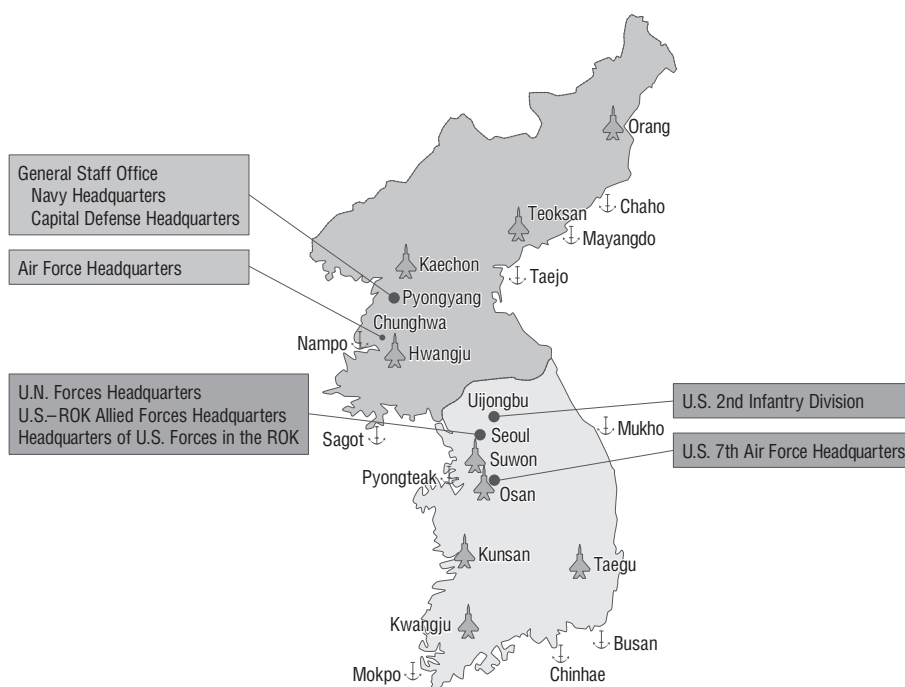 Orang
General Staff Office
Navy Headquarters
Capital Defense Headquarters
Chaho
Teoksan
Mayangdo
Air Force Headquarters
Kaechon
Taejo
Pyongyang
Chunghwa
Nampo
Hwangju
U.N. Forces Headquarters
U.S.–ROK Allied Forces Headquarters
Headquarters of U.S. Forces in the ROK
Uijongbu
U.S. 2nd Infantry Division
Sagot
Seoul
Mukho
Suwon
U.S. 7th Air Force Headquarters
Pyongteak
Osan
Kunsan
Taegu
Kwangju
Busan
Mokpo
Chinhae